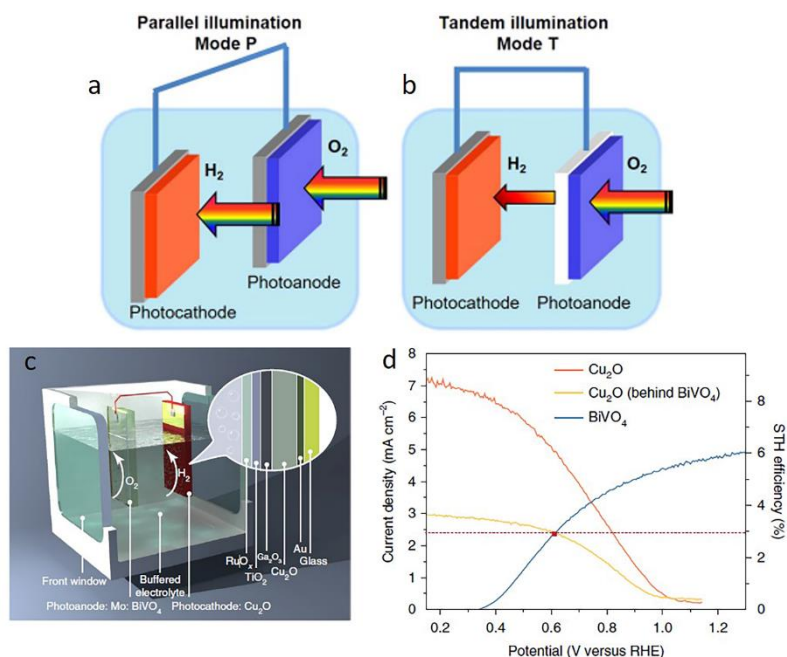 Parallel illumination
Mode P
a
H₂
O₂
Photocathode
Photoanode
Tandem illumination
Mode T
b
H₂
O₂
Photocathode
Photoanode
c
O₂
H₂
RuOₓ
TiO₂
Ga₂O₃
Cu₂O
Au
Glass
Front window
Buffered
electrolyte
Photoanode: Mo: BiVO₄
Photocathode: Cu₂O
d
Cu₂O
Cu₂O (behind BiVO₄)
BiVO₄
Current density (mA cm⁻²)
8
7
6
5
4
3
2
1
0
STH efficiency (%)
8
6
4
2
0
0.2 0.4 0.6 0.8 1.0 1.2
Potential (V versus RHE)